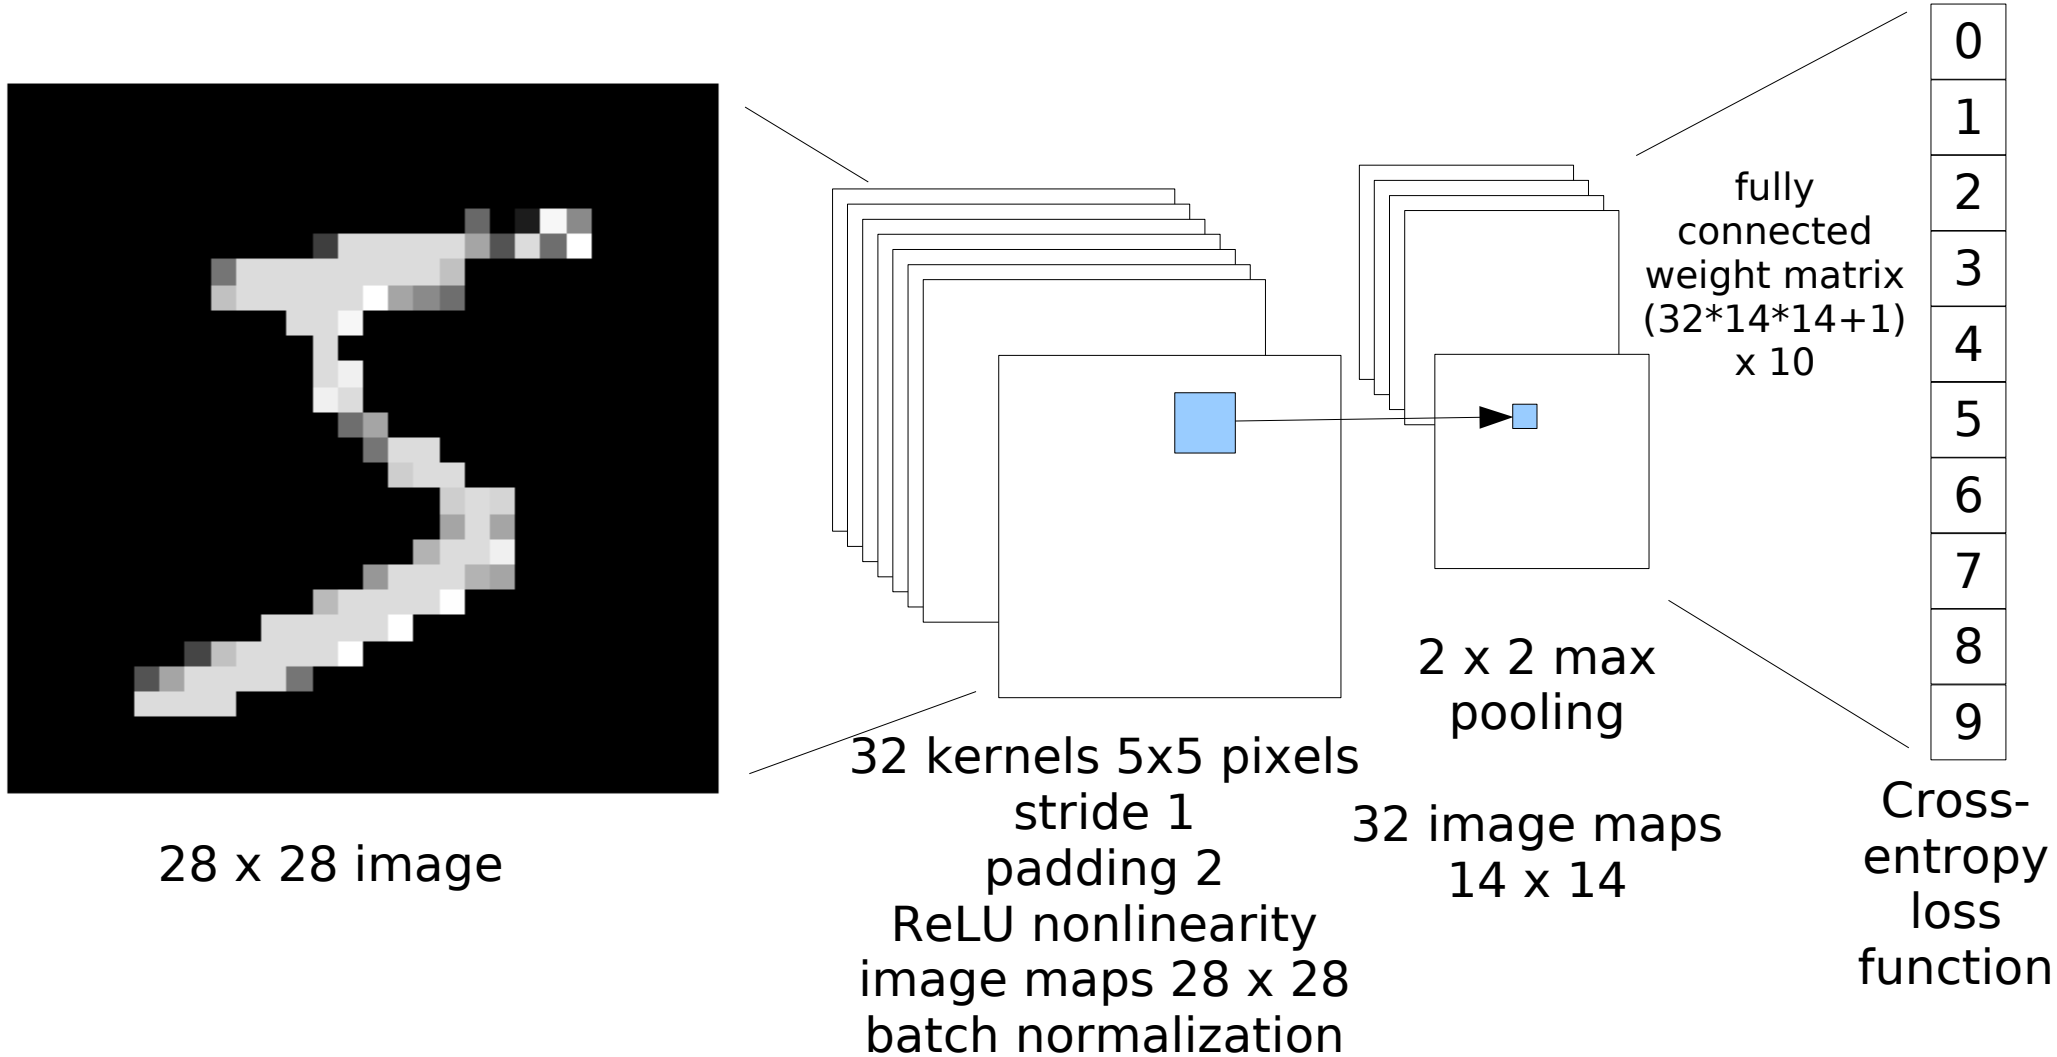 28 x 28 image
32 kernels 5x5 pixels
stride 1
padding 2
ReLU nonlinearity
image maps 28 x 28
batch normalization
2 x 2 max
pooling
32 image maps
14 x 14
fully
connected
weight matrix
(32*14*14+1)
x 10
0
1
2
3
4
5
6
7
8
9
Cross-
entropy
loss
function